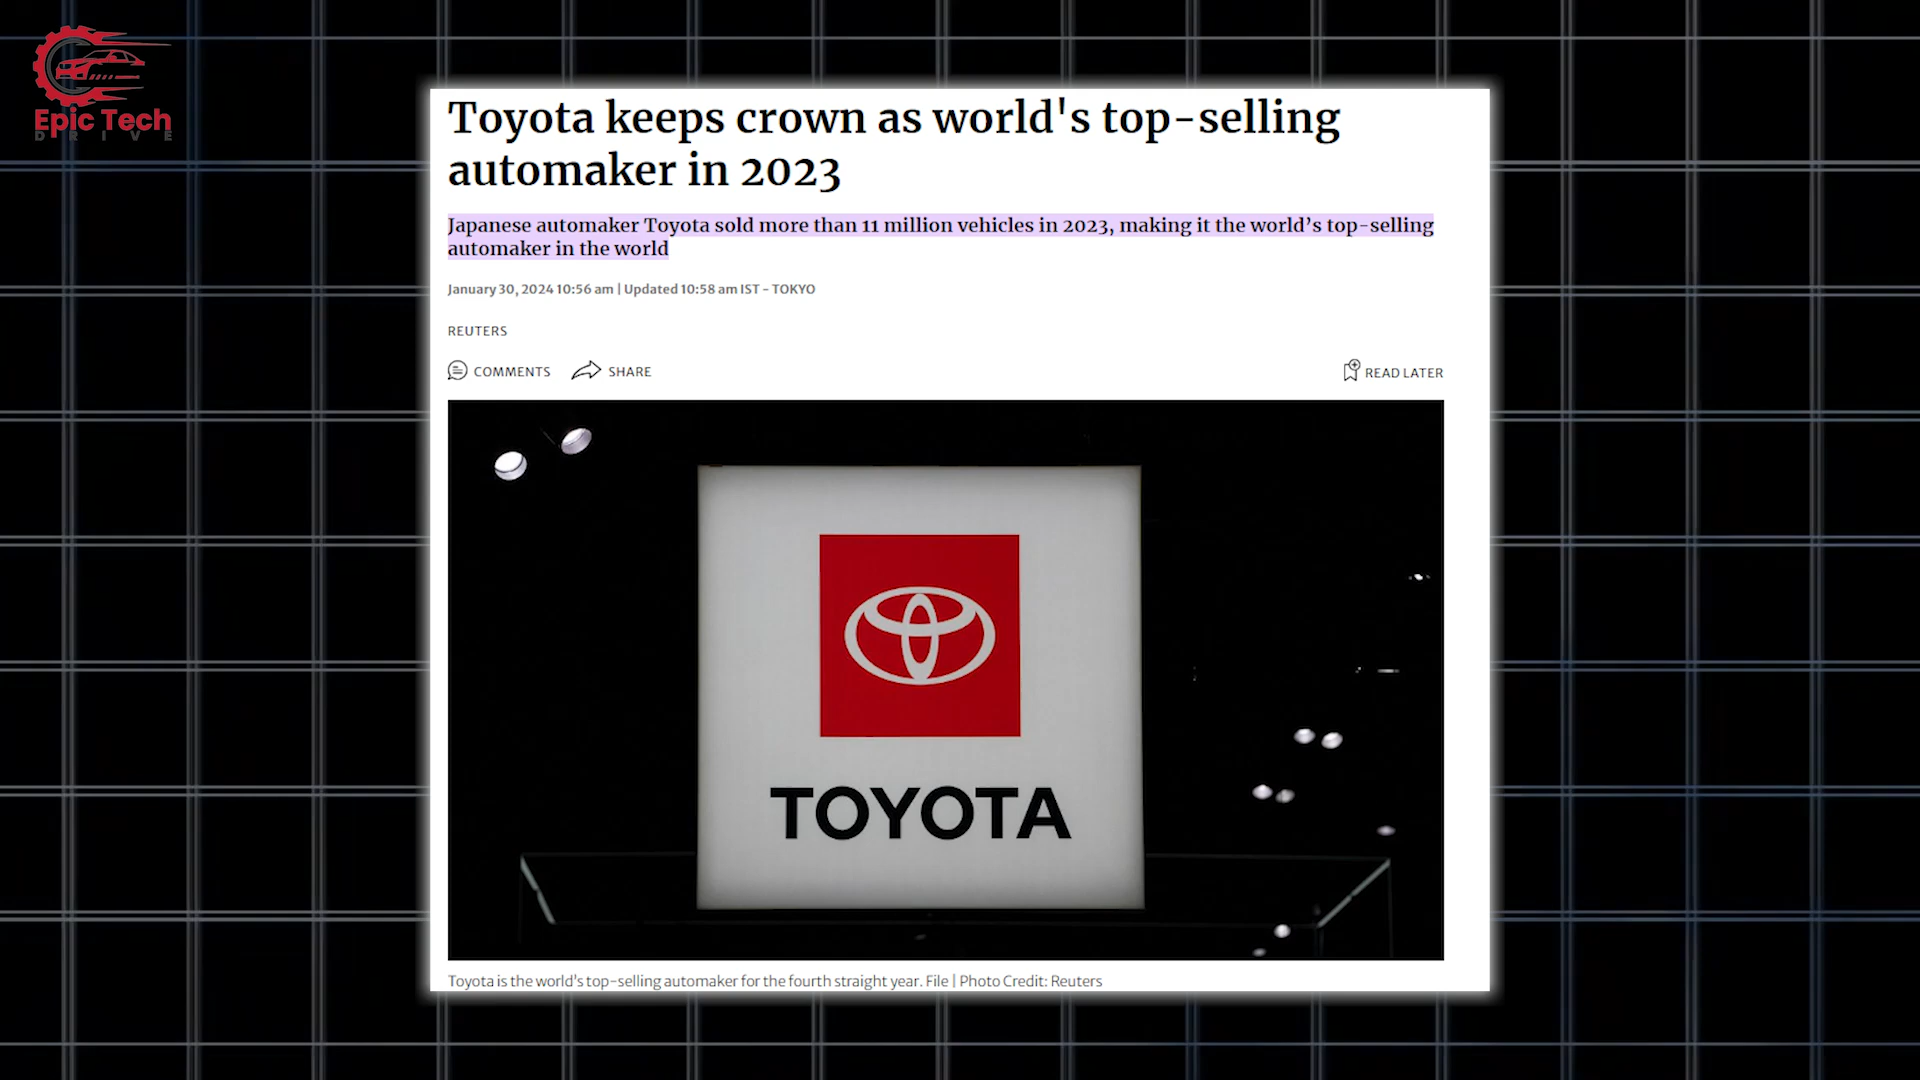 Epic Tech
DRIVE
Toyota keeps crown as world's top-selling
automaker in 2023
Japanese automaker Toyota sold more than 11 million vehicles in 2023, making it the world’s top-selling
automaker in the world
January 30, 2024 10:56 am | Updated 10:58 am IST - TOKYO
REUTERS
COMMENTS SHARE READ LATER
TOYOTA
Toyota is the world's top-selling automaker for the fourth straight year. File | Photo Credit: Reuters